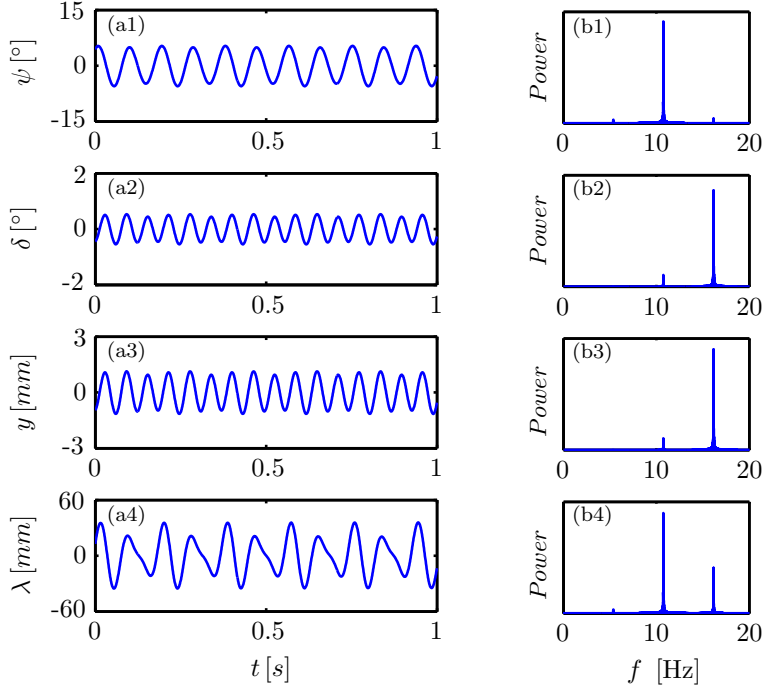 15 (a1) (b1)
ψ [°] 0 Power
-15
0 0.5 1 0 10 20
2 (a2) (b2)
δ [°] 0 Power
-2
0 0.5 1 0 10 20
3 (a3) (b3)
y [mm] 0 Power
-3
0 0.5 1 0 10 20
60 (a4) (b4)
λ [mm] 0 Power
-60
0 0.5 1 0 10 20
t [s] f [Hz]